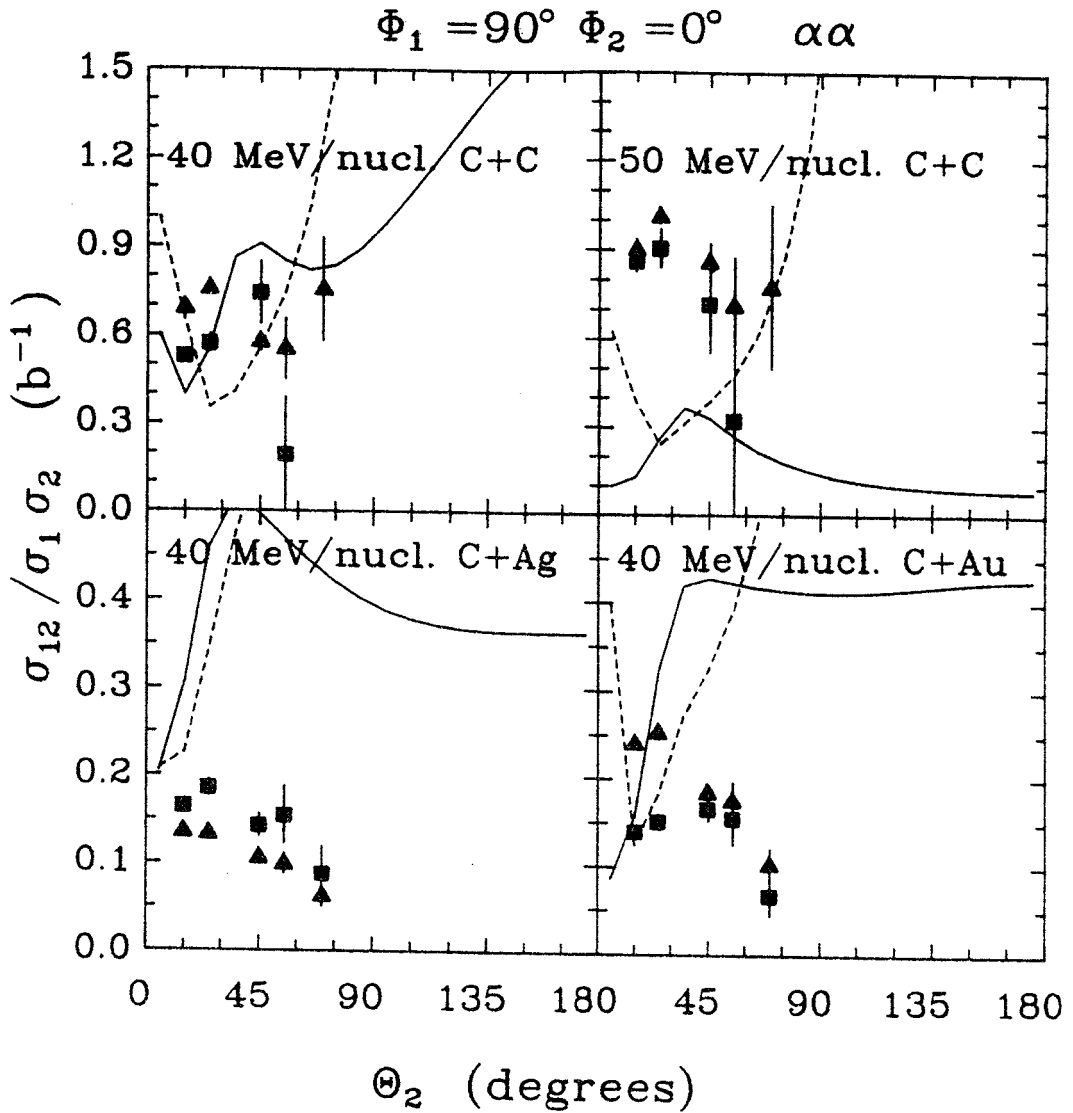 Φ₁ =90° Φ₂ =0° αα
1.5
1.2
0.9
0.6
0.3
0.0
40 MeV/nucl. C+C
50 MeV/nucl. C+C
σ₁₂ / σ₁ σ₂ (b⁻¹)
0.4
0.3
0.2
0.1
0.0
40 MeV/nucl. C+Ag
40 MeV/nucl. C+Au
0 45 90 135 180 45 90 135 180
Θ₂ (degrees)